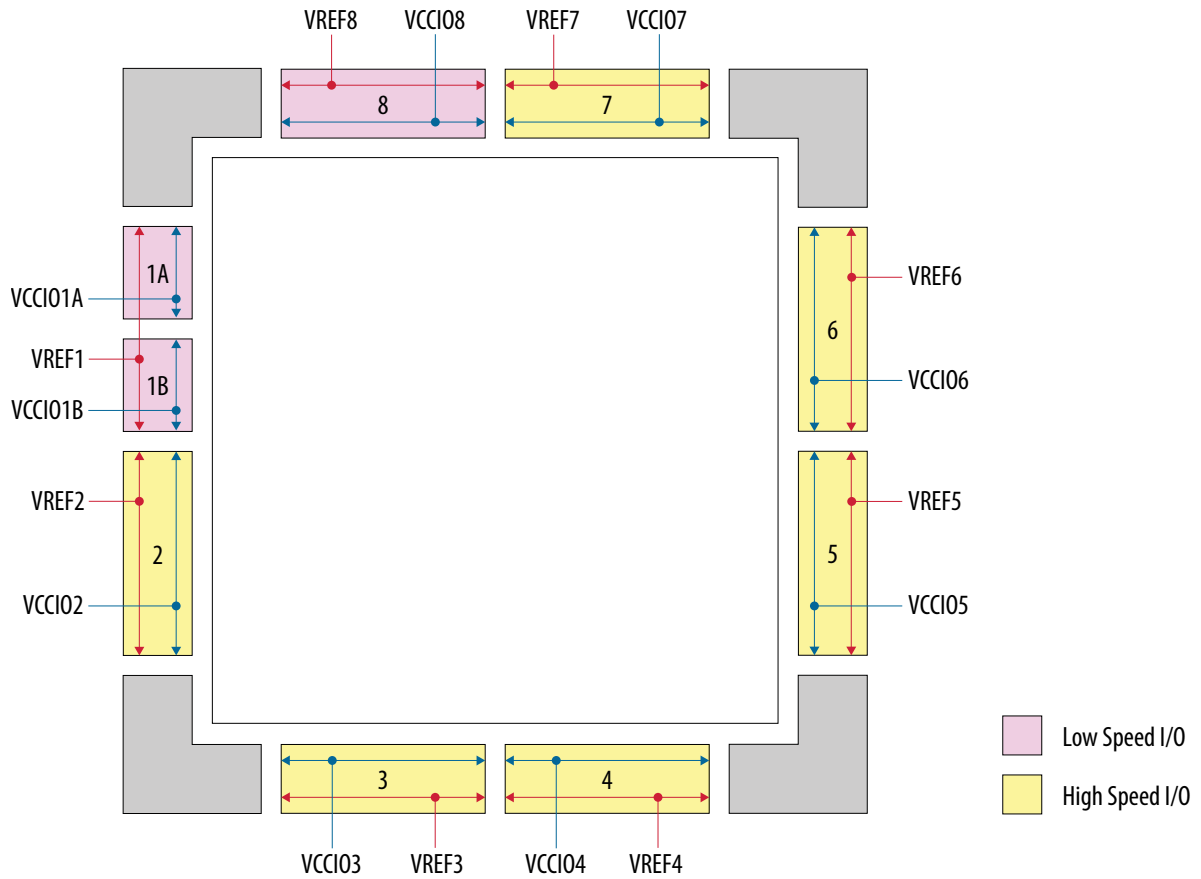 VREF8
VCCIO8
VREF7
VCCIO7
8
7
1A
VCCIO1A
VREF6
6
VREF1
1B
VCCIO6
VCCIO1B
VREF2
VREF5
2
5
VCCIO2
VCCIO5
Low Speed I/O
3
4
High Speed I/O
VCCIO3
VREF3
VCCIO4
VREF4